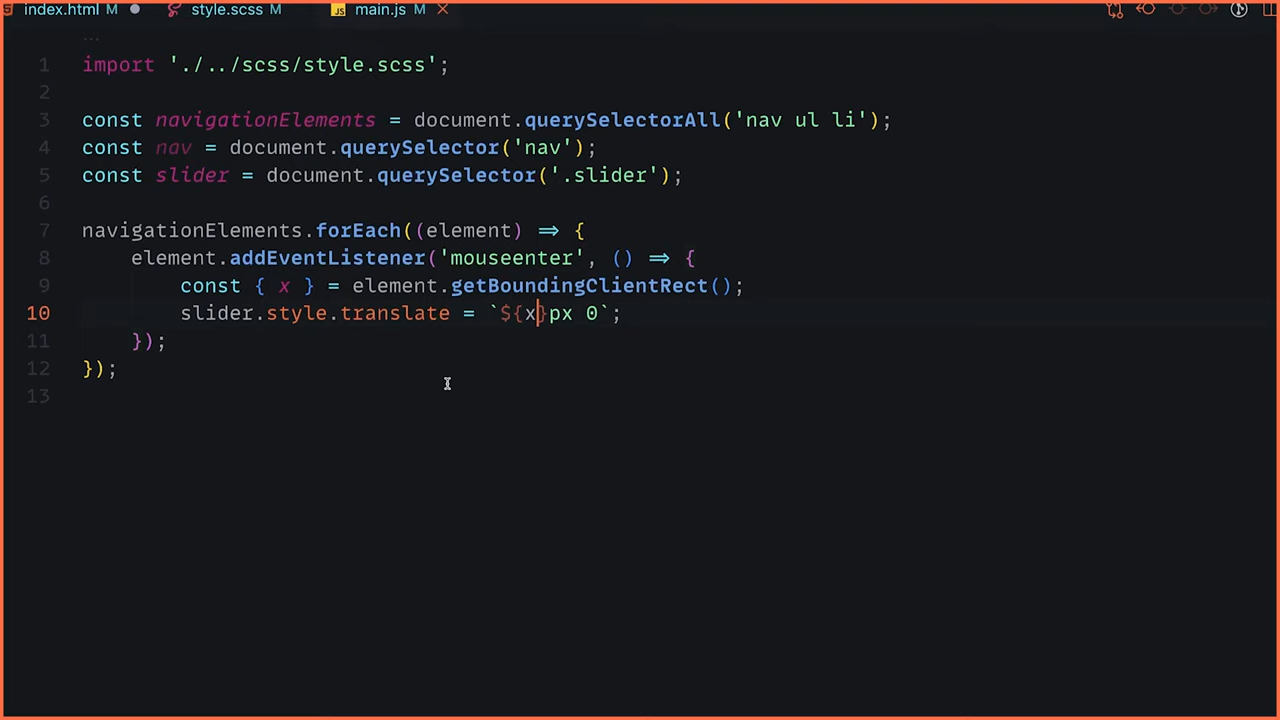 index.html M style.scss M JS main.js M
...
1 import './../scss/style.scss';
2
3 const navigationElements = document.querySelectorAll('nav ul li');
4 const nav = document.querySelector('nav');
5 const slider = document.querySelector('.slider');
6
7 navigationElements.forEach((element) => {
8 element.addEventListener('mouseenter', () => {
9 const { x } = element.getBoundingClientRect();
10 slider.style.translate = `${x}px 0`;
11 });
12 });
13